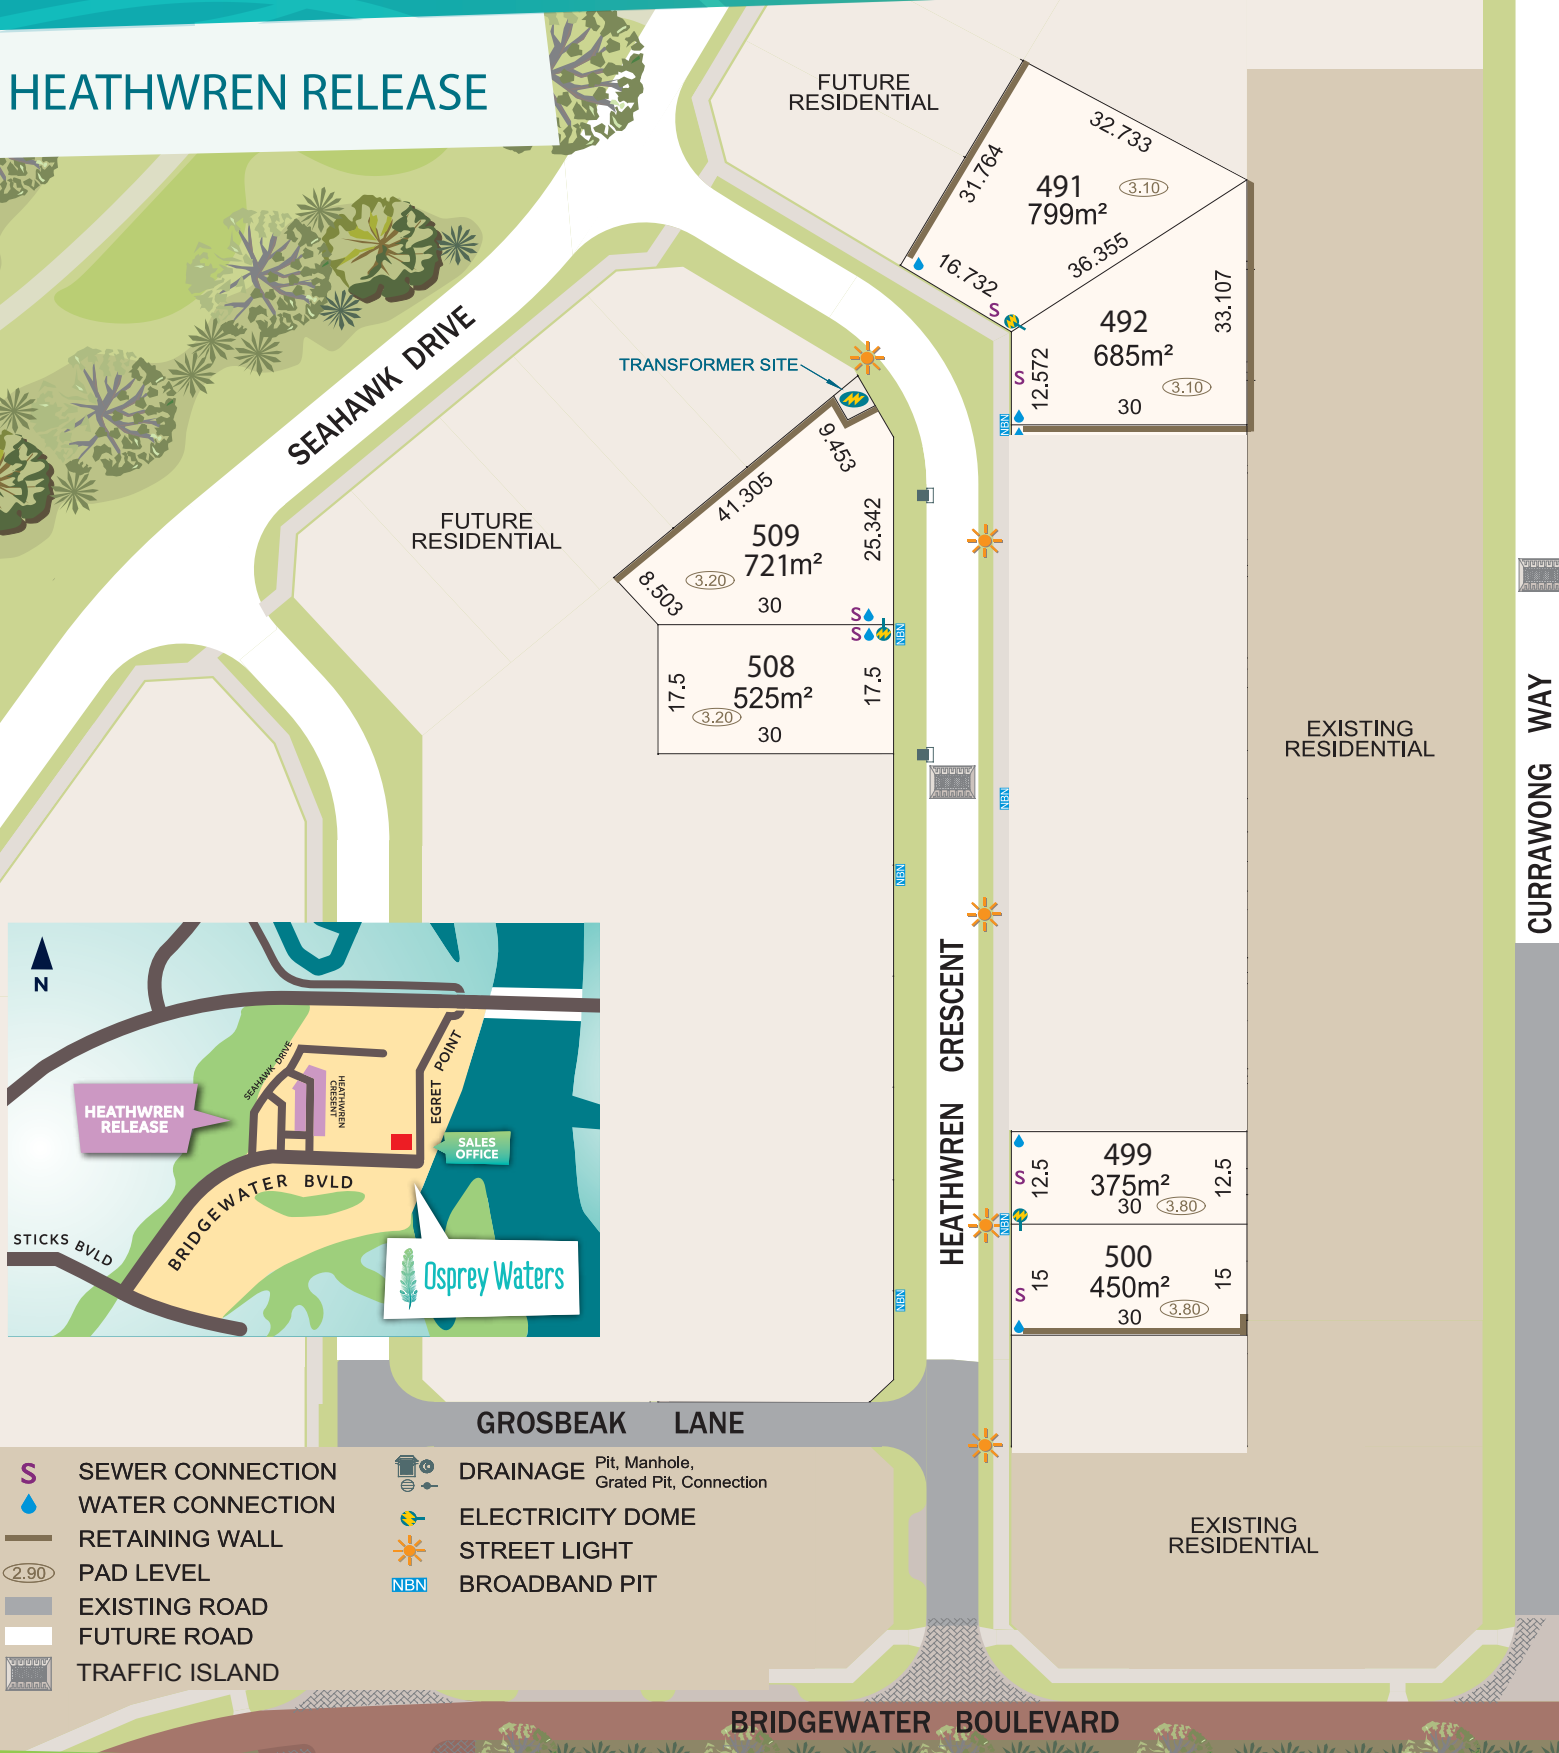 HEATHWREN RELEASE
FUTURE
RESIDENTIAL
32.733
31.764
491
3.10
799m²
16.732
36.355
S
492
685m²
33.107
12.572
S
3.10
30
NBN
SEAHAWK DRIVE
TRANSFORMER SITE
9.453
41.305
25.342
FUTURE
RESIDENTIAL
509
721m²
3.20
8.503
30
S
S
NBN
508
525m²
17.5
17.5
3.20
30
EXISTING
RESIDENTIAL
CURRAWONG WAY
NBN
NBN
HEATHWREN CRESCENT
N
SEAHAWK DRIVE
HEATHWREN
CRESENT
EGRET POINT
HEATHWREN
RELEASE
SALES
OFFICE
BRIDGEWATER BVLD
STICKS BVLD
Osprey Waters
499
375m²
S
12.5
12.5
30
3.80
NBN
500
450m²
S
15
15
30
3.80
NBN
GROSBEAK LANE
S SEWER CONNECTION
WATER CONNECTION
RETAINING WALL
2.90 PAD LEVEL
EXISTING ROAD
FUTURE ROAD
TRAFFIC ISLAND
DRAINAGE Pit, Manhole,
Grated Pit, Connection
ELECTRICITY DOME
STREET LIGHT
NBN BROADBAND PIT
EXISTING
RESIDENTIAL
BRIDGEWATER BOULEVARD